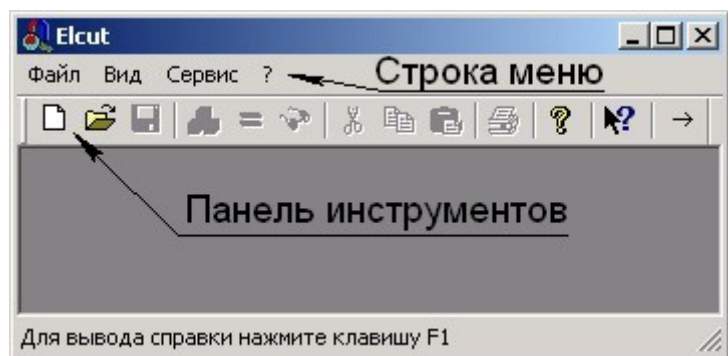 Elcut
Файл Вид Сервис ? Строка меню
Панель инструментов
Для вывода справки нажмите клавишу F1